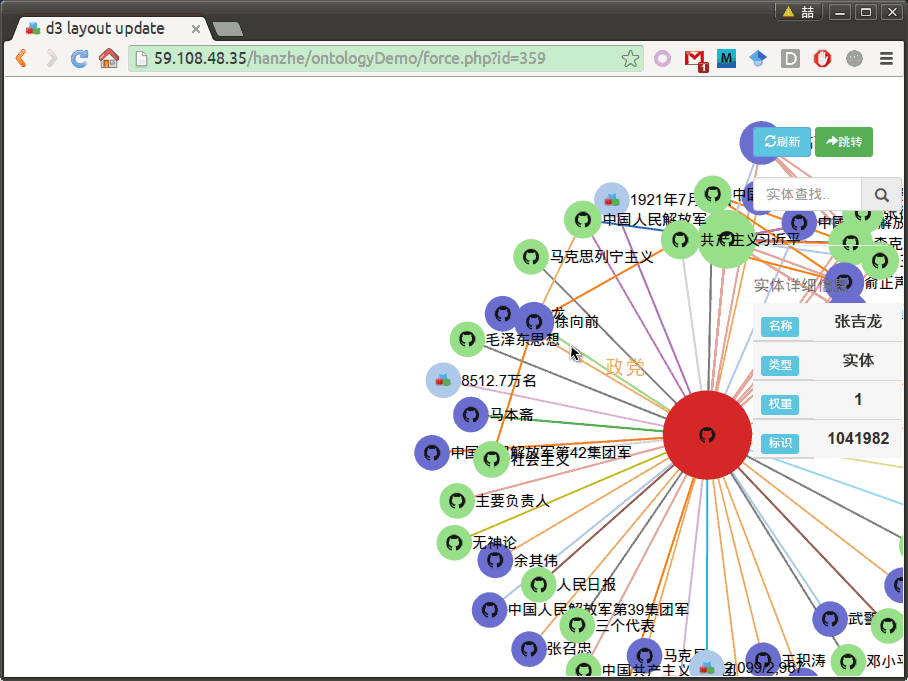 喆
d3 layout update
59.108.48.35/hanzhe/ontologyDemo/force.php?id=359
1
M
D
刷新
跳转
实体查找..
1921年7月
中国人民解放军
共产主义
习近平
马克思列宁主义
俞正声
实体详细信息
徐向前
名称 张吉龙
毛泽东思想
政党
类型 实体
8512.7万名
权重 1
马本斋
标识 1041982
解放军第42集团军
社会主义
主要负责人
无神论
余其伟
人民日报
中国人民解放军第39集团军
三个代表
武警
张召忠
马克思
王积涛
邓小平
2,099/2,987
中国共产主义